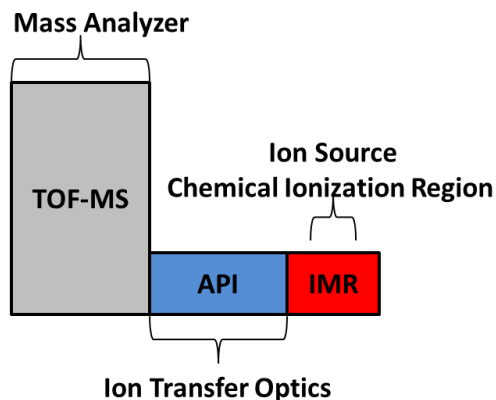 Mass Analyzer
Ion Source
Chemical Ionization Region
TOF-MS
API
IMR
Ion Transfer Optics